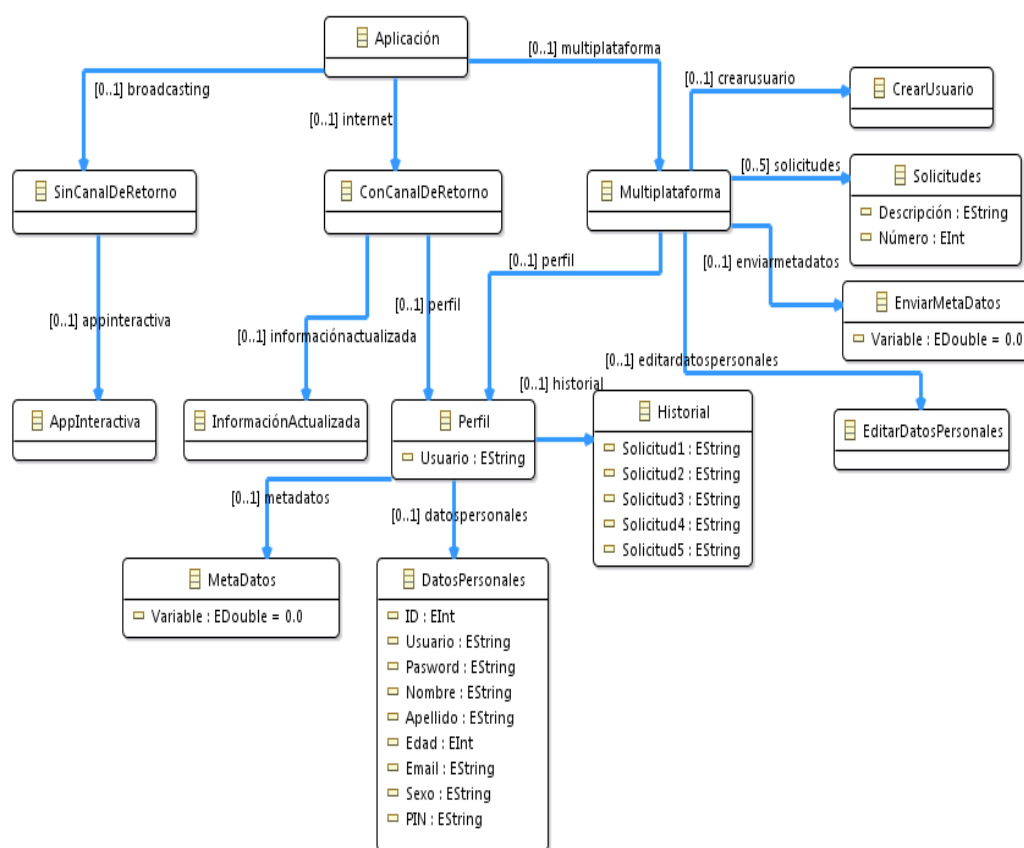 Aplicación
[0..1] multiplataforma
[0..1] broadcasting
[0..1] internet
[0..1] crearusuario
CrearUsuario
SinCanalDeRetorno
ConCanalDeRetorno
Multiplataforma
[0..5] solicitudes
Solicitudes
Descripción : EString
Número : EInt
[0..1] perfil
[0..1] enviarmetadatos
EnviarMetaDatos
Variable : EDouble = 0.0
[0..1] appinteractiva
[0..1] informaciónactualizada
[0..1] perfil
[0..1] editardatospersonales
[0..1] historial
AppInteractiva
InformaciónActualizada
Perfil
Usuario : EString
Historial
Solicitud1 : EString
Solicitud2 : EString
Solicitud3 : EString
Solicitud4 : EString
Solicitud5 : EString
EditarDatosPersonales
[0..1] metadatos
[0..1] datospersonales
MetaDatos
Variable : EDouble = 0.0
DatosPersonales
ID : EInt
Usuario : EString
Pasword : EString
Nombre : EString
Apellido : EString
Edad : EInt
Email : EString
Sexo : EString
PIN : EString